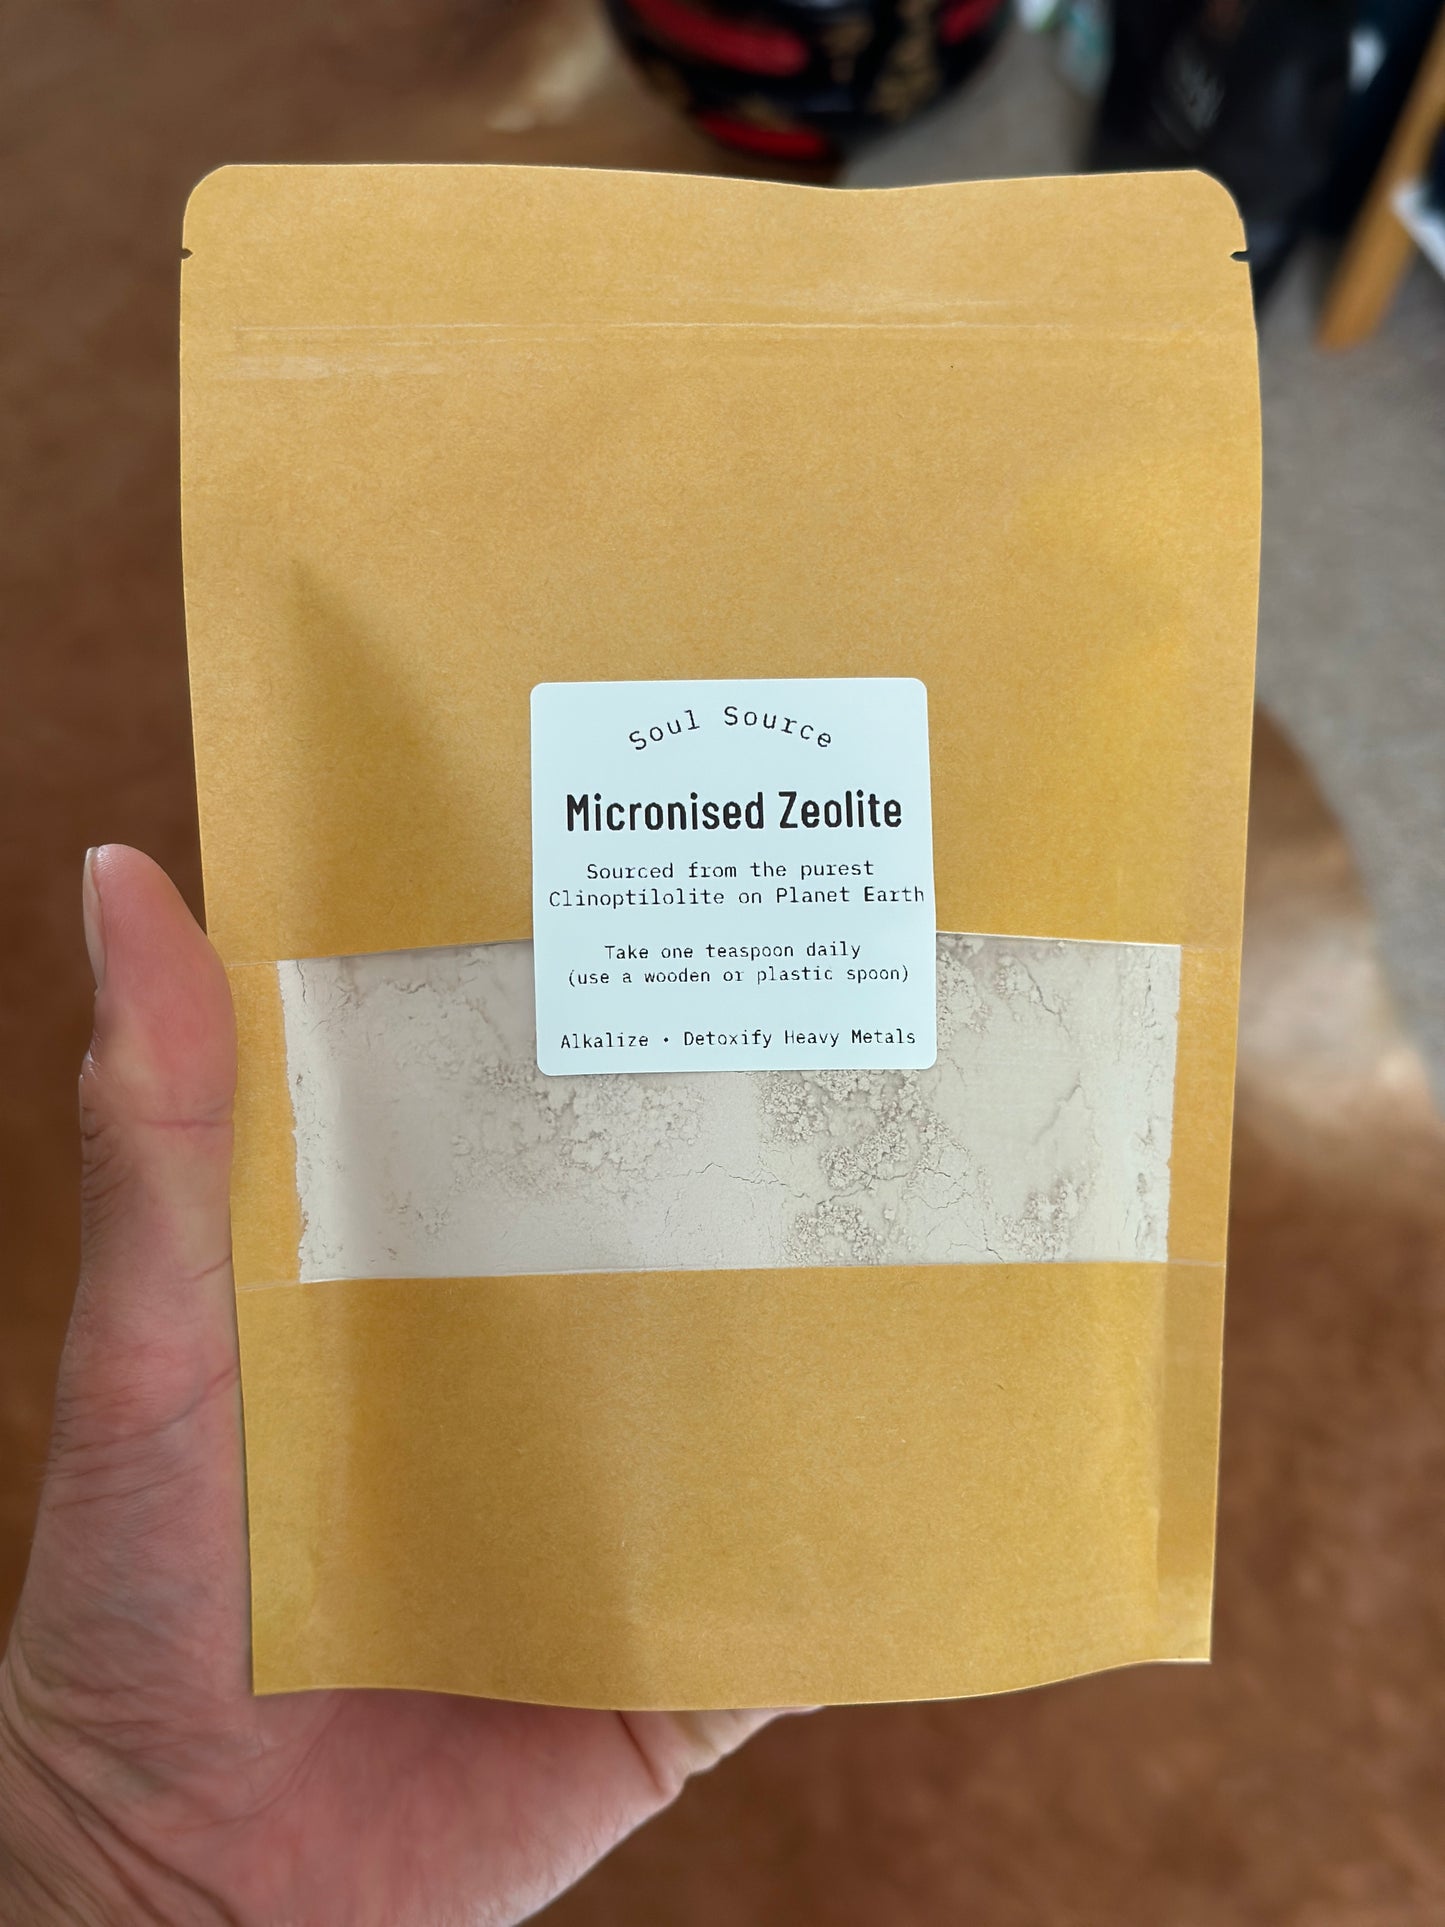 Soul Source
Micronised Zeolite
Sourced from the purest
Clinoptilolite on Planet Earth
Take one teaspoon daily
(use a wooden or plastic spoon)
Alkalize • Detoxify Heavy Metals